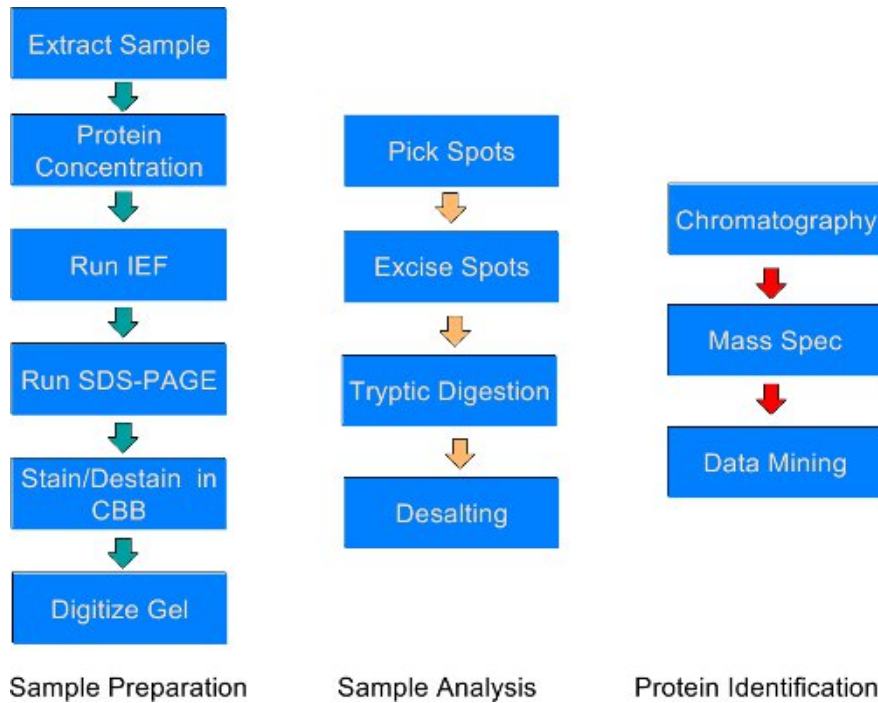 Extract Sample
Protein
Concentration
Run IEF
Run SDS-PAGE
Stain/Destain in
CBB
Digitize Gel
Sample Preparation
Pick Spots
Excise Spots
Tryptic Digestion
Desalting
Sample Analysis
Chromatography
Mass Spec
Data Mining
Protein Identification